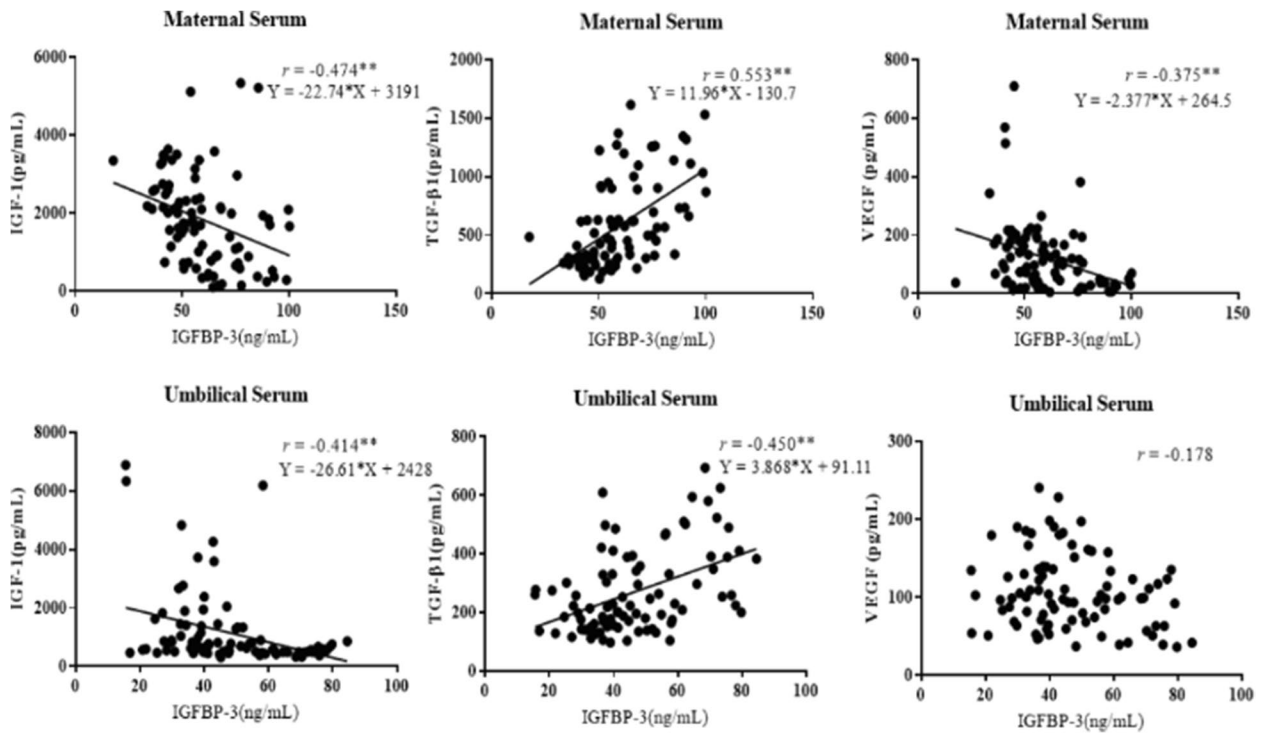 Maternal Serum
r = -0.474**
Y = -22.74*X + 3191
IGF-1(pg/mL)
6000
4000
2000
0
0
50
100
150
IGFBP-3(ng/mL)
Maternal Serum
r = 0.553**
Y = 11.96*X - 130.7
TGF-β1(pg/mL)
2000
1500
1000
500
0
0
50
100
150
IGFBP-3(ng/mL)
Maternal Serum
r = -0.375**
Y = -2.377*X + 264.5
VEGF (pg/mL)
800
600
400
200
0
0
50
100
150
IGFBP-3(ng/mL)
Umbilical Serum
r = -0.414**
Y = -26.61*X + 2428
IGF-1(pg/mL)
8000
6000
4000
2000
0
0
20
40
60
80
100
IGFBP-3(ng/mL)
Umbilical Serum
r = -0.450**
Y = 3.868*X + 91.11
TGF-β1(pg/mL)
800
600
400
200
0
0
20
40
60
80
100
IGFBP-3(ng/mL)
Umbilical Serum
r = -0.178
VEGF (pg/mL)
300
200
100
0
0
20
40
60
80
100
IGFBP-3(ng/mL)